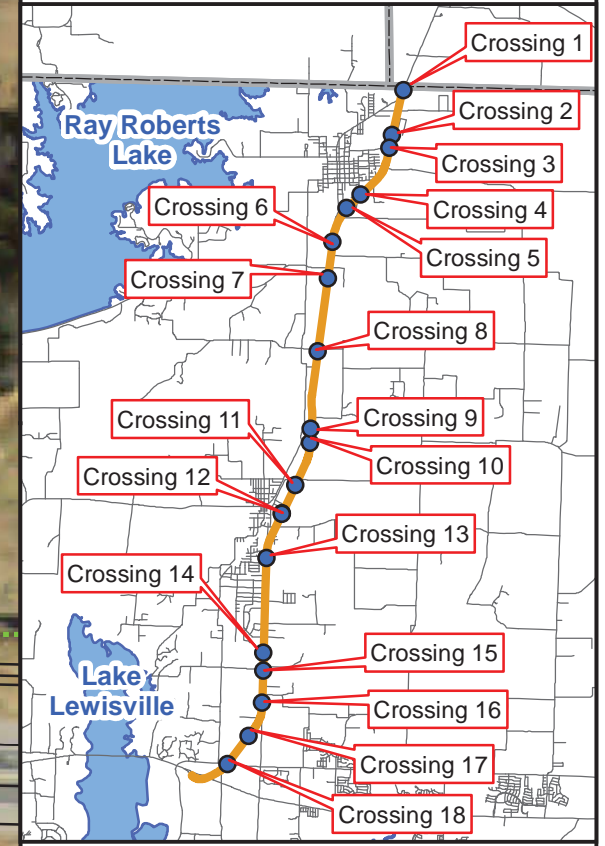 Crossing 1
Crossing 2
Ray Roberts
Lake
Crossing 3
Crossing 4
Crossing 6
Crossing 5
Crossing 7
Crossing 8
Crossing 11
Crossing 9
Crossing 10
Crossing 12
Crossing 13
Crossing 14
Crossing 15
Lake
Lewisville
Crossing 16
Crossing 17
Crossing 18